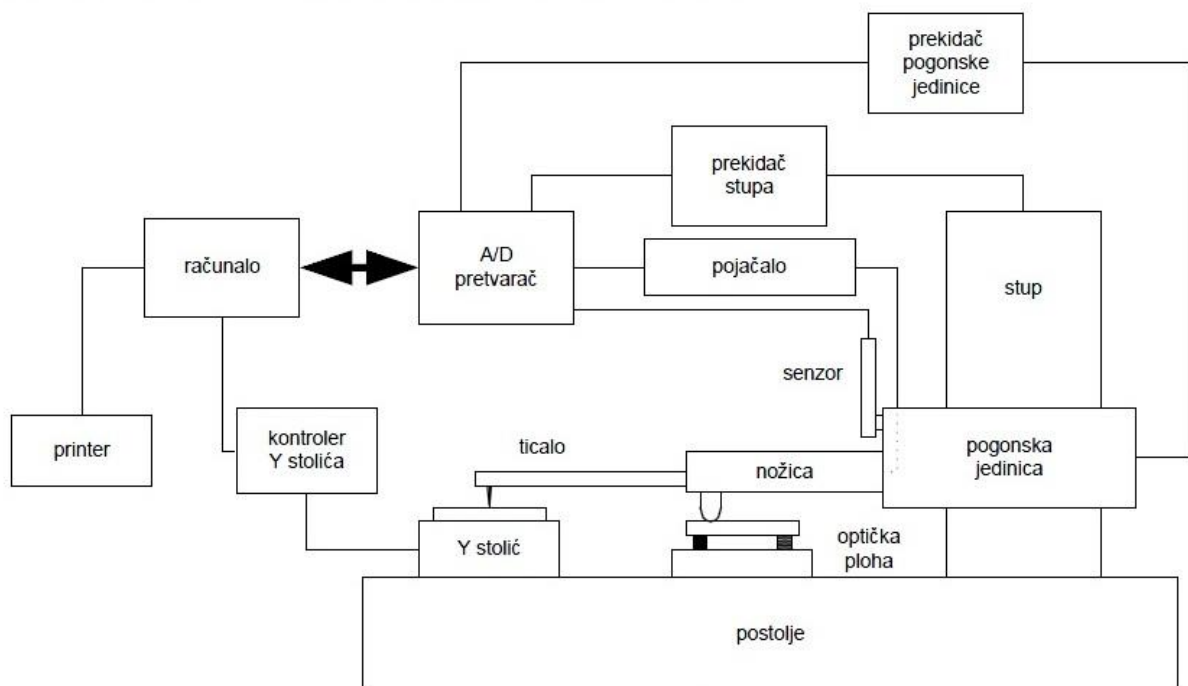 prekidač
pogonske
jedinice
prekidač
stupa
računalo
A/D
pretvarač
pojačalo
stup
senzor
printer
kontroler
Y stolića
ticalo
nožica
pogonska
jedinica
Y stolić
optička
ploha
postolje